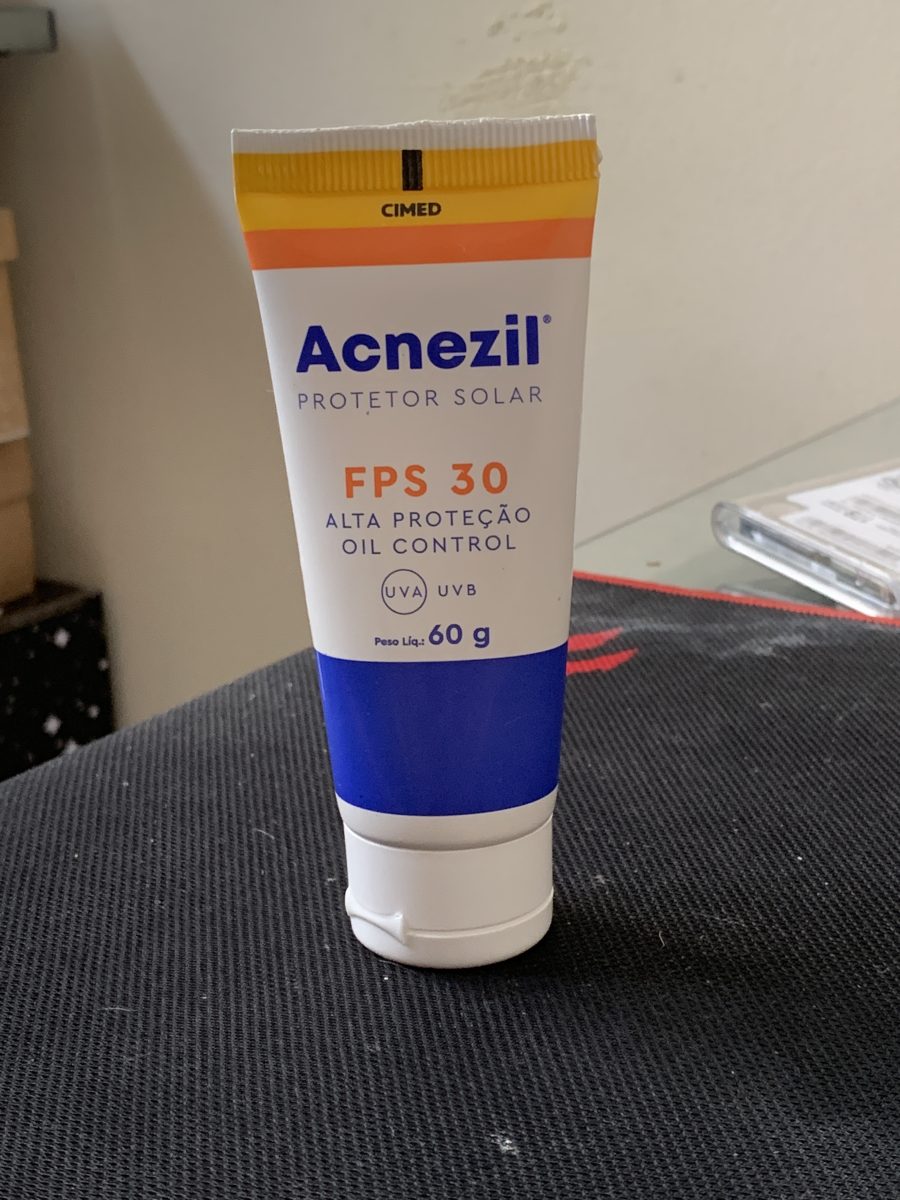 CIMED
Acnezil®
PROTETOR SOLAR
FPS 30
ALTA PROTEÇÃO
OIL CONTROL
UVA UVB
Peso Líq.: 60 g